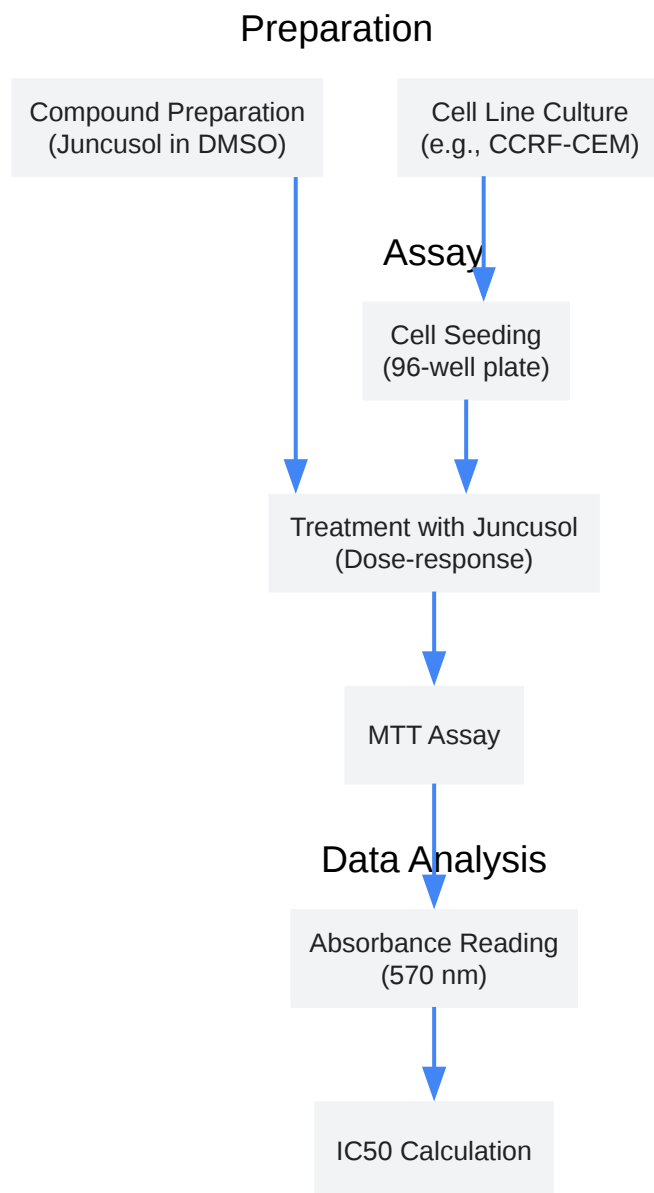 Preparation
Compound Preparation
(Juncusol in DMSO)
Cell Line Culture
(e.g., CCRF-CEM)
Assay
Cell Seeding
(96-well plate)
Treatment with Juncusol
(Dose-response)
MTT Assay
Data Analysis
Absorbance Reading
(570 nm)
IC50 Calculation